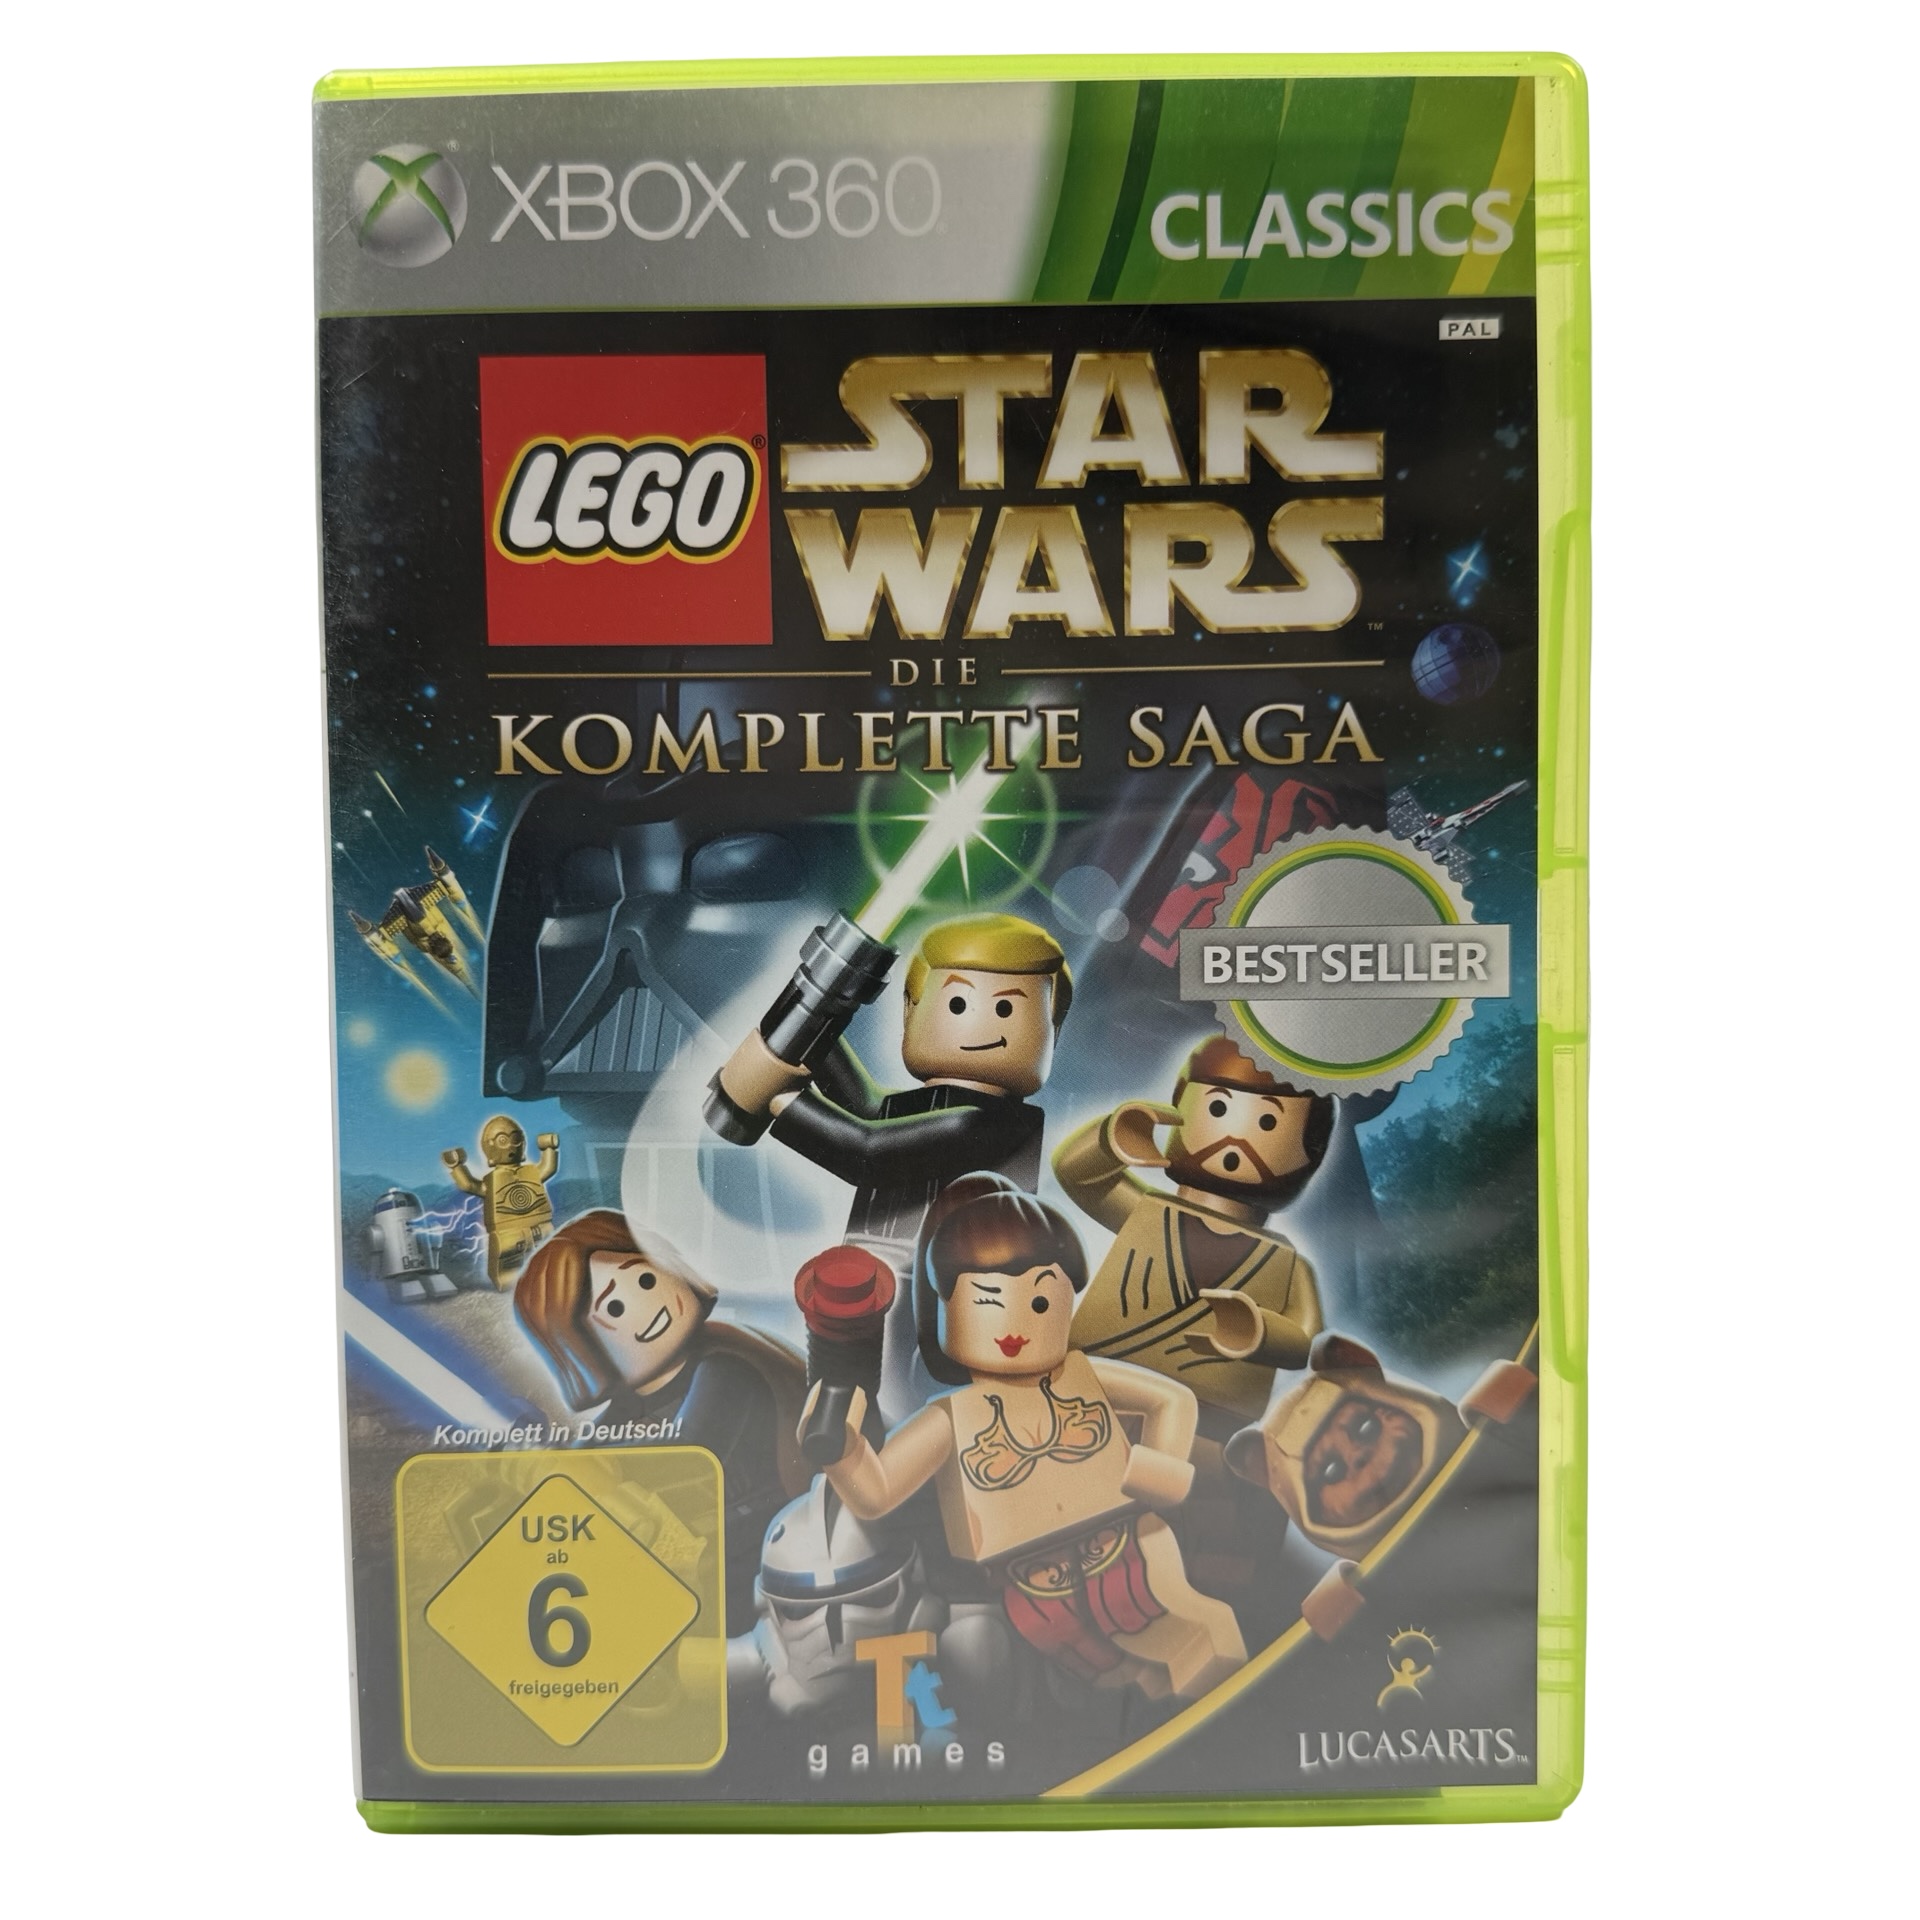 XBOX 360
CLASSICS
PAL
LEGO
STAR
WARS
DIE
KOMPLETTE SAGA
BESTSELLER
Komplett in Deutsch!
USK
ab
6
freigegeben
Tt
games
LUCASARTS